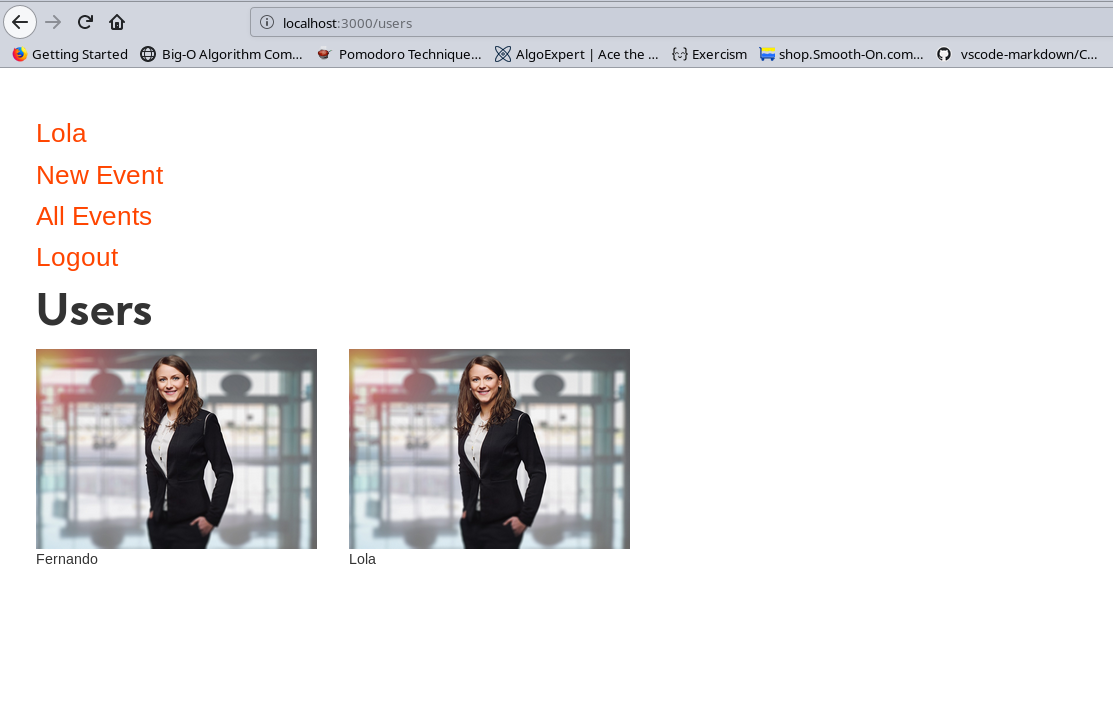 localhost:3000/users
Getting Started Big-O Algorithm Com... Pomodoro Technique... AlgoExpert | Ace the ... Exercism shop.Smooth-On.com... vscode-markdown/C...
Lola
New Event
All Events
Logout
Users
Fernando Lola